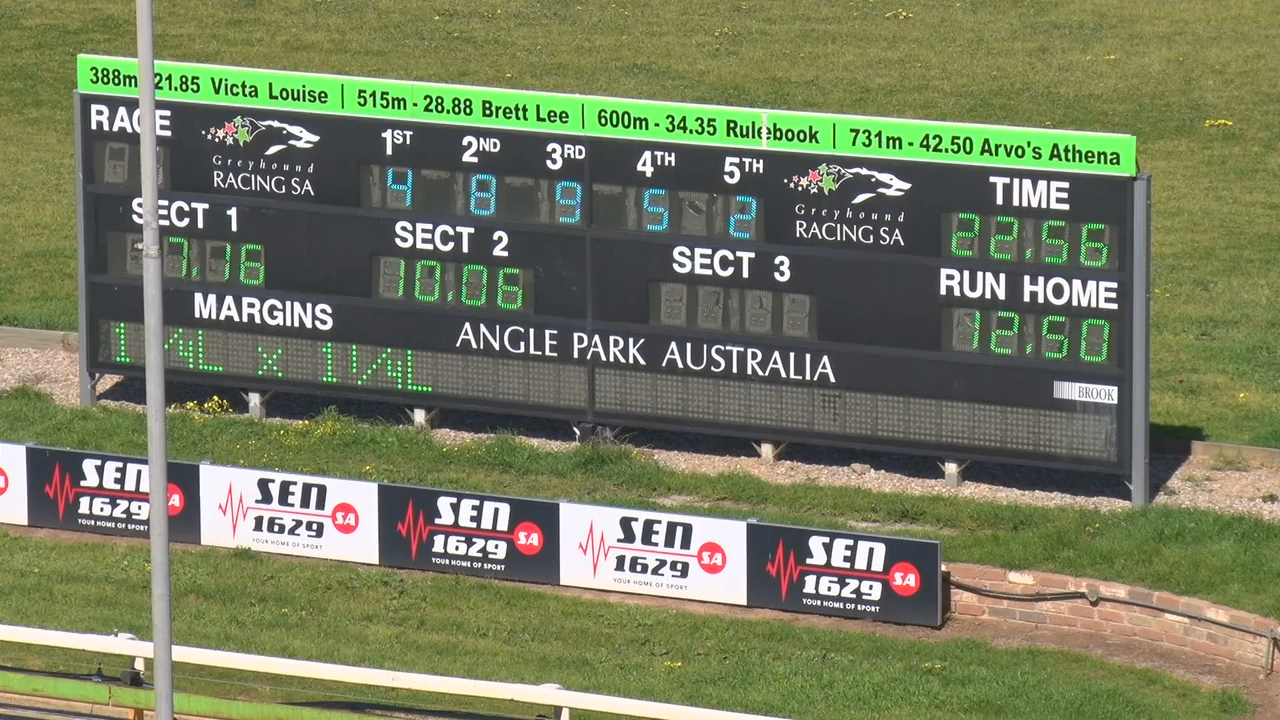 388m 21.85 Victa Louise | 515m - 28.88 Brett Lee | 600m - 34.35 Rulebook | 731m - 42.50 Arvo's Athena
RACE
Greyhound
RACING SA
1ST 2ND 3RD 4TH 5TH
4 8 9 5 2
Greyhound
RACING SA
TIME
22.56
SECT 1
7.18
SECT 2
10.06
SECT 3
RUN HOME
12.50
MARGINS
1 1/4L x 1 1/4L
ANGLE PARK AUSTRALIA
BROOK
SEN
1629
SA
YOUR HOME OF SPORT
SEN
1629
SA
YOUR HOME OF SPORT
SEN
1629
SA
YOUR HOME OF SPORT
SEN
1629
SA
YOUR HOME OF SPORT
SEN
1629
SA
YOUR HOME OF SPORT